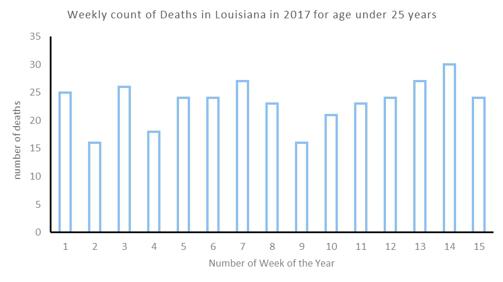 Weekly count of Deaths in Louisiana in 2017 for age under 25 years
number of deaths
35
30
25
20
15
10
5
0
1 2 3 4 5 6 7 8 9 10 11 12 13 14 15
Number of Week of the Year